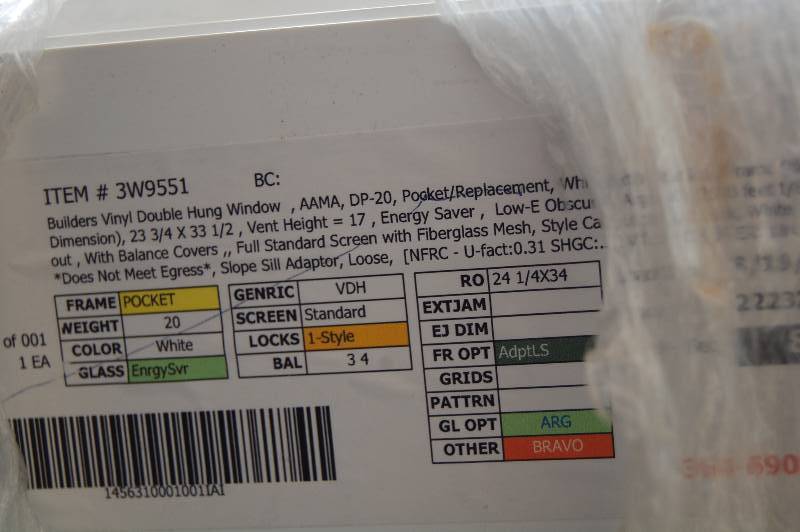 ITEM # 3W9551 BC:
Builders Vinyl Double Hung Window , AAMA, DP-20, Pocket/Replacement, Whi
Dimension), 23 3/4 X 33 1/2 , Vent Height = 17 , Energy Saver , Low-E Obscu
out , With Balance Covers ,, Full Standard Screen with Fiberglass Mesh, Style Ca
*Does Not Meet Egress*, Slope Sill Adaptor, Loose, [NFRC - U-fact:0.31 SHGC:.
FRAME POCKET
WEIGHT 20
COLOR White
GLASS EnrgySvr
GENRIC VDH
SCREEN Standard
LOCKS 1-Style
BAL 3 4
RO 24 1/4X34
EXTJAM
EJ DIM
FR OPT AdptLS
GRIDS
PATTRN
GL OPT ARG
OTHER BRAVO
of 001
1 EA
14563100010011A1